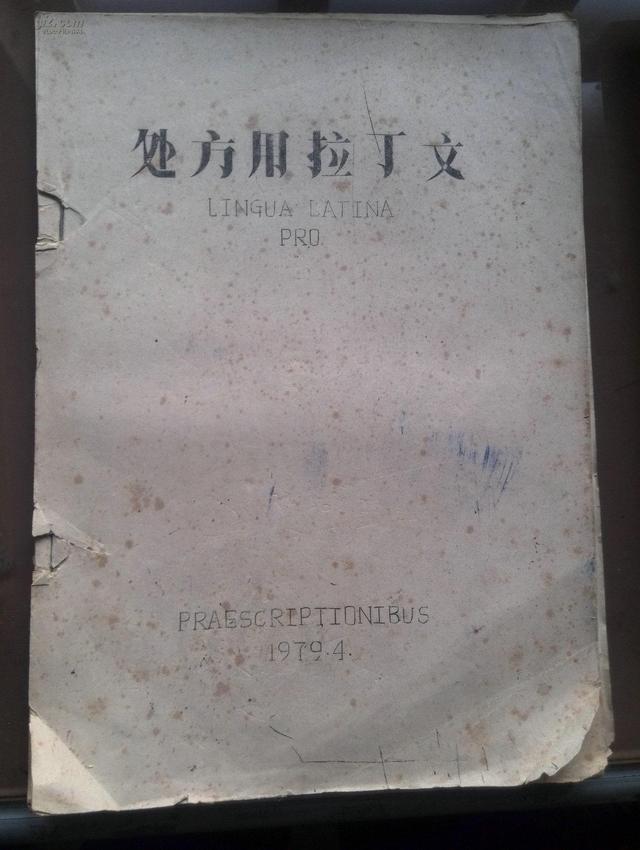 处方用拉丁文
LINGUA LATINA
PRO
PRAESCRIPTIONIBUS
1979.4.